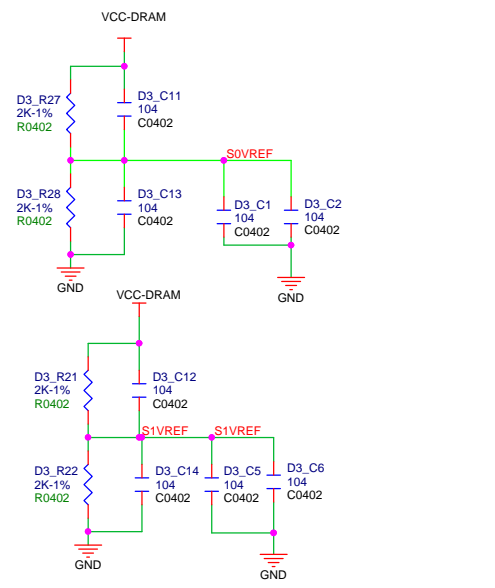 VCC-DRAM
D3_R27
2K-1%
R0402
D3_C11
104
C0402
S0VREF
D3_R28
2K-1%
R0402
D3_C13
104
C0402
D3_C1
104
C0402
D3_C2
104
C0402
GND
GND
VCC-DRAM
D3_R21
2K-1%
R0402
D3_C12
104
C0402
S1VREF
S1VREF
D3_R22
2K-1%
R0402
D3_C14
104
C0402
D3_C5
104
C0402
D3_C6
104
C0402
GND
GND